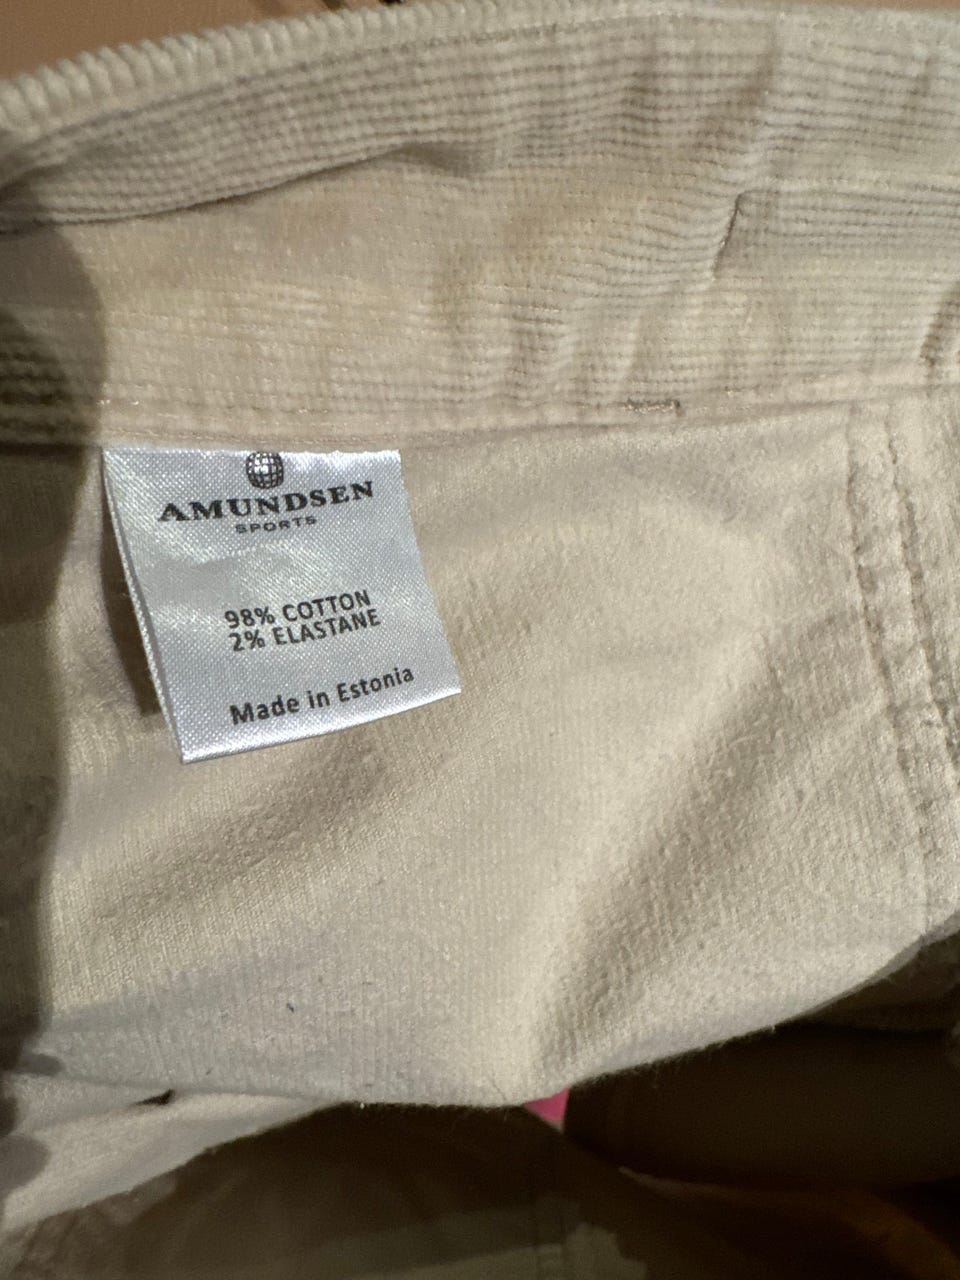 AMUNDSEN
SPORTS
98% COTTON
2% ELASTANE
Made in Estonia